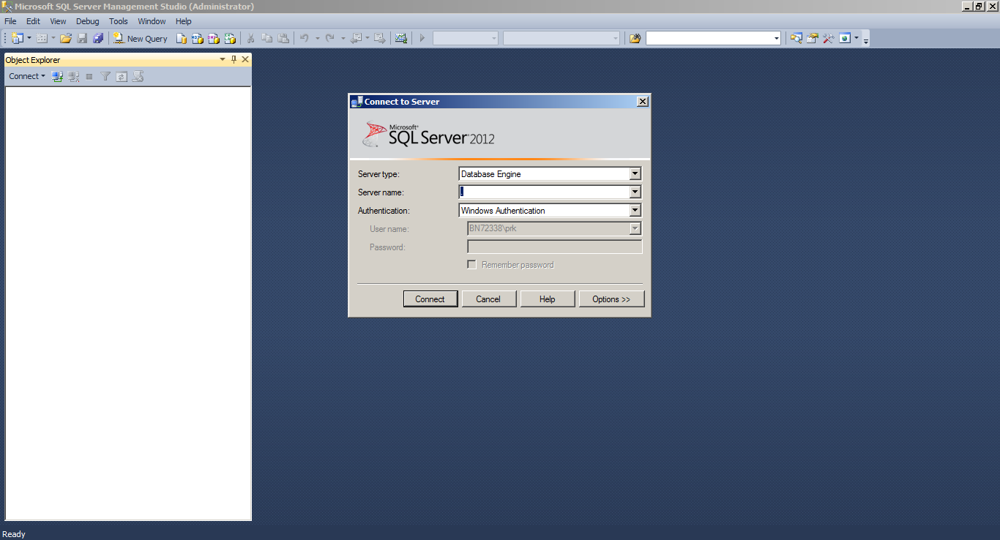 Microsoft SQL Server Management Studio (Administrator)
File Edit View Debug Tools Window Help
New Query
Object Explorer
Connect
Connect to Server
Microsoft®
SQL Server 2012
Server type: Database Engine
Server name: .
Authentication: Windows Authentication
User name: BN72338\prk
Password:
Remember password
Connect Cancel Help Options >>
Ready